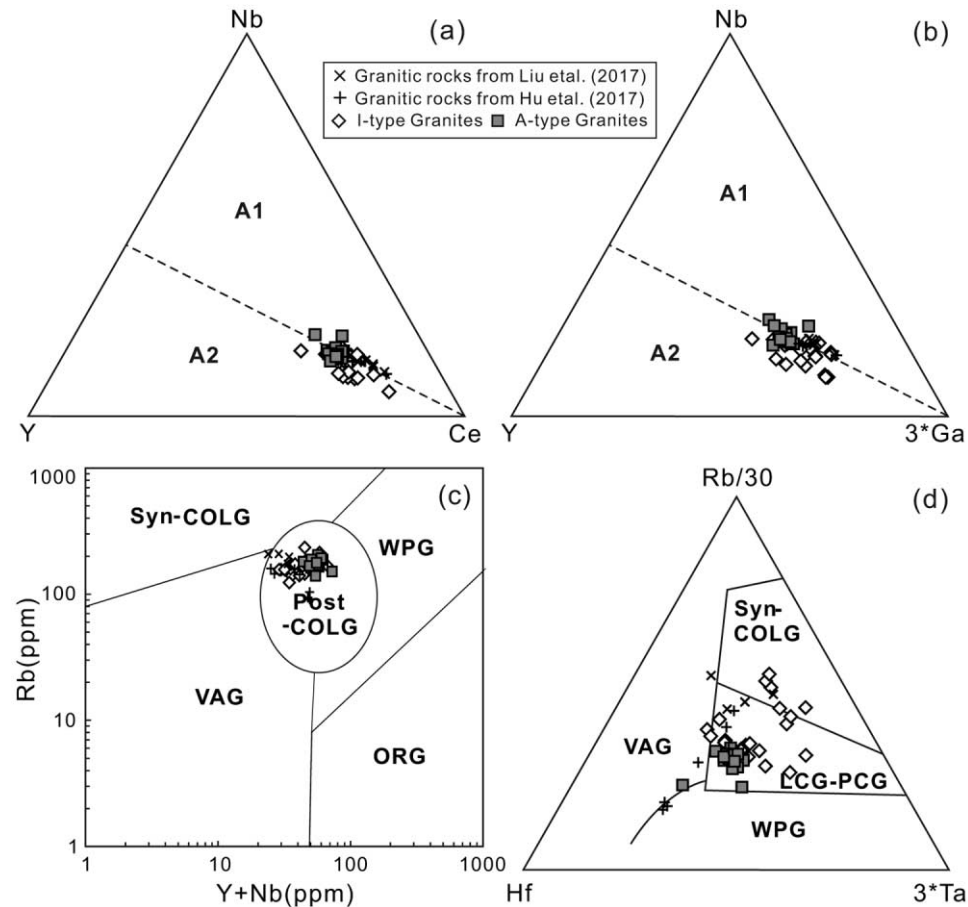 Nb
(a)
× Granitic rocks from Liu etal. (2017)
+ Granitic rocks from Hu etal. (2017)
◇ I-type Granites ■ A-type Granites
A1
A2
Y
Ce
Nb
(b)
A1
A2
Y
3*Ga
(c)
1000
100
10
1
Rb(ppm)
Syn-COLG
WPG
Post
-COLG
VAG
ORG
1
10
100
1000
Y+Nb(ppm)
Rb/30
(d)
Syn-
COLG
VAG
LCG-PCG
WPG
Hf
3*Ta